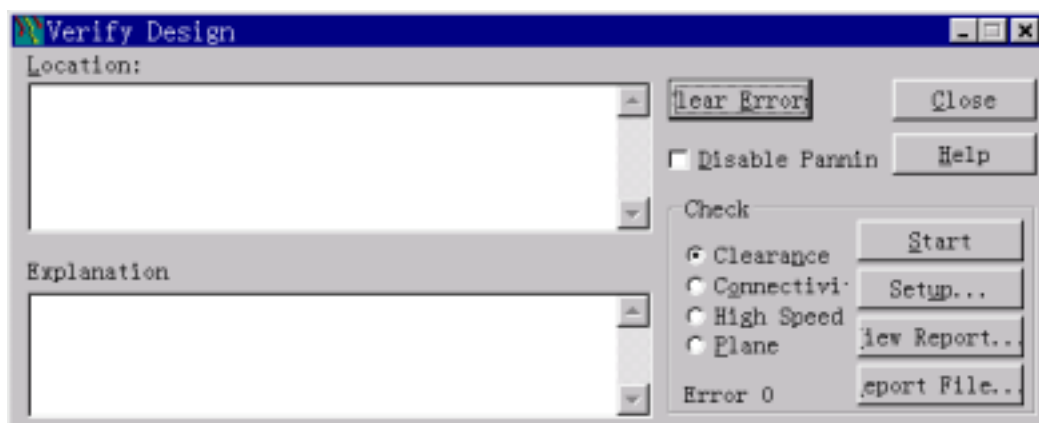 Verify Design
Location:
lear Error
Close
Disable Pannin
Help
Check
Clearance
Start
Connectivi
Setup...
High Speed
iew Report...
Plane
eport File...
Error 0
Explanation